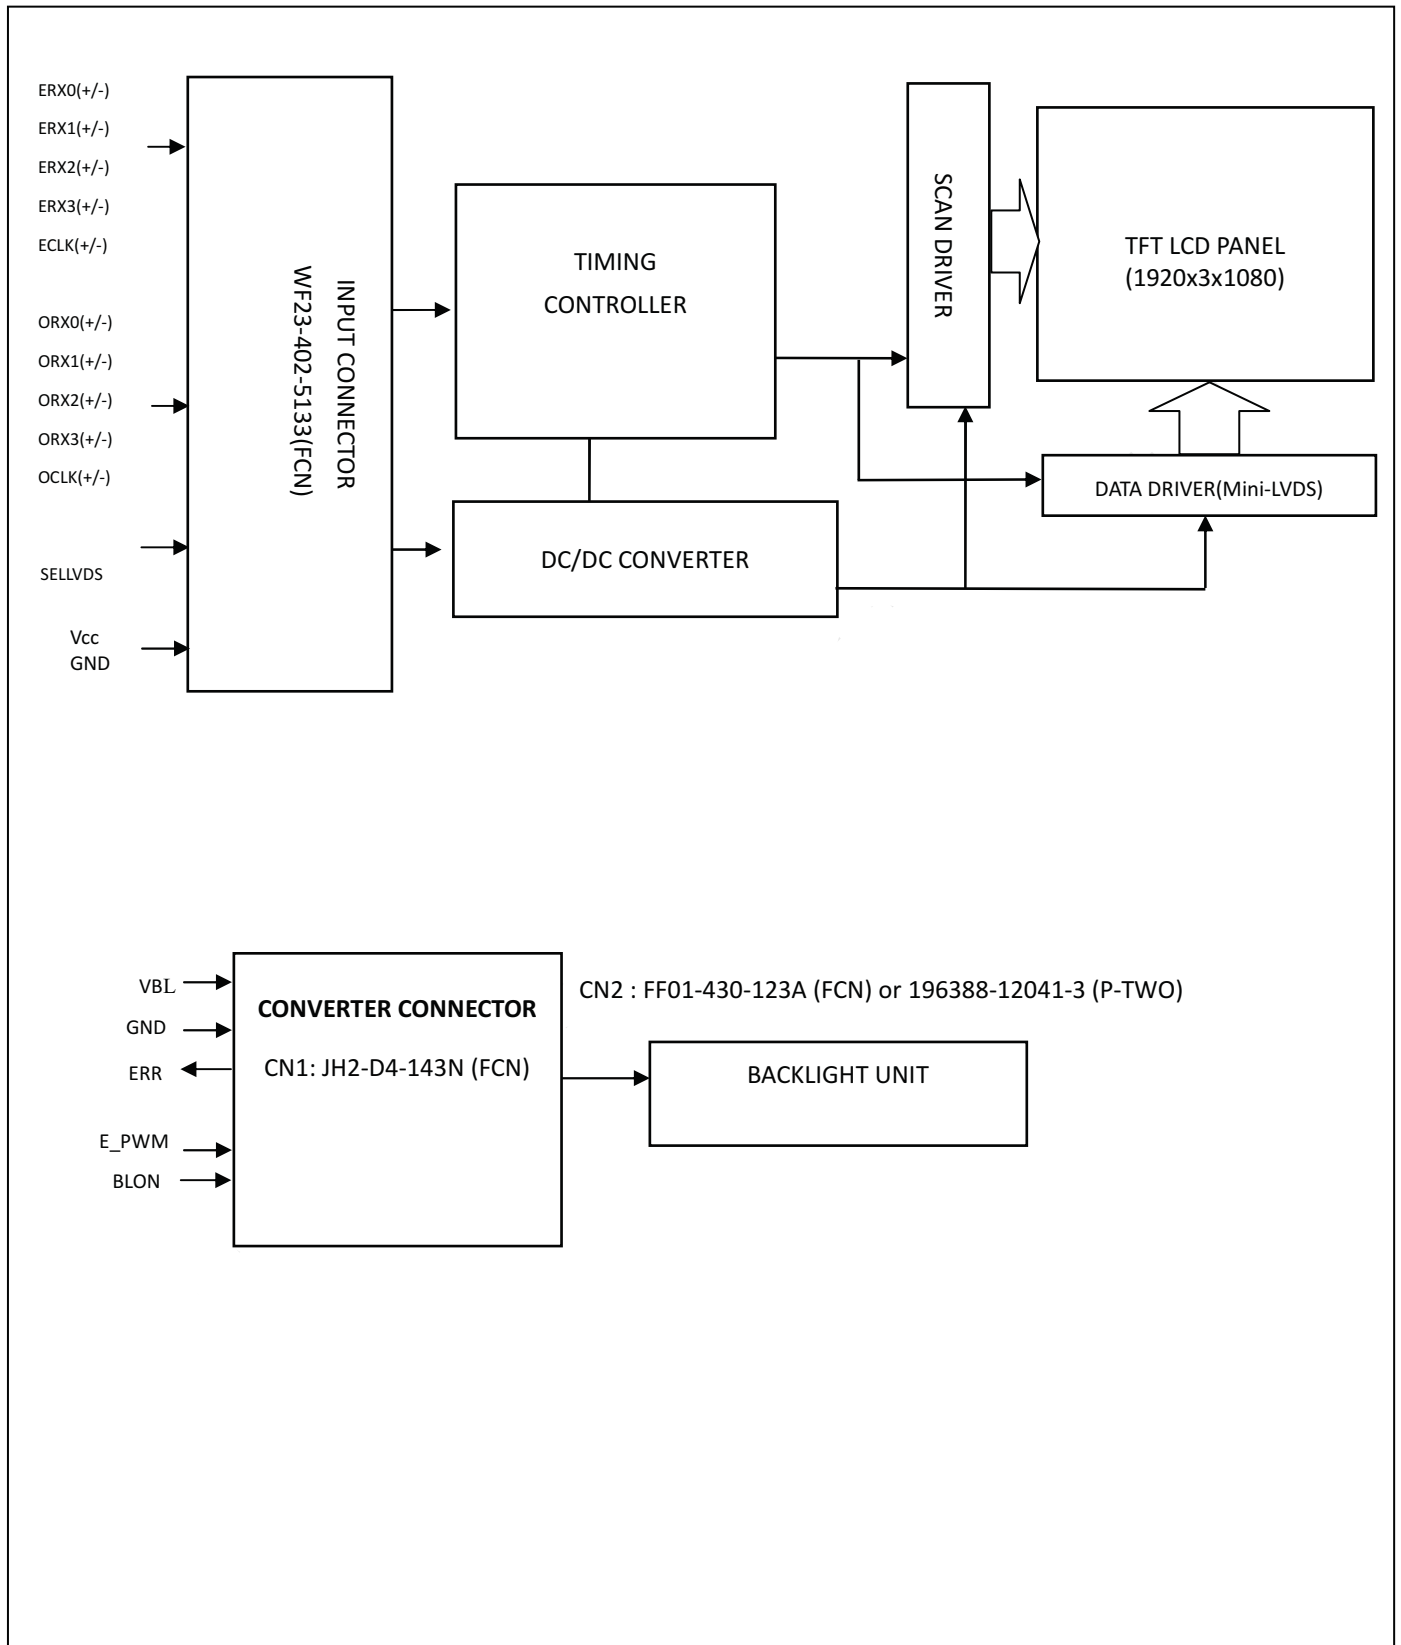 ERX0(+/-)
ERX1(+/-)
ERX2(+/-)
ERX3(+/-)
ECLK(+/-)
ORX0(+/-)
ORX1(+/-)
ORX2(+/-)
ORX3(+/-)
OCLK(+/-)
SELLVDS
Vcc
GND
INPUT CONNECTOR
WF23-402-5133(FCN)
TIMING
CONTROLLER
DC/DC CONVERTER
SCAN DRIVER
TFT LCD PANEL
(1920x3x1080)
DATA DRIVER(Mini-LVDS)
VBL
GND
ERR
E_PWM
BLON
CONVERTER CONNECTOR
CN1: JH2-D4-143N (FCN)
CN2 : FF01-430-123A (FCN) or 196388-12041-3 (P-TWO)
BACKLIGHT UNIT